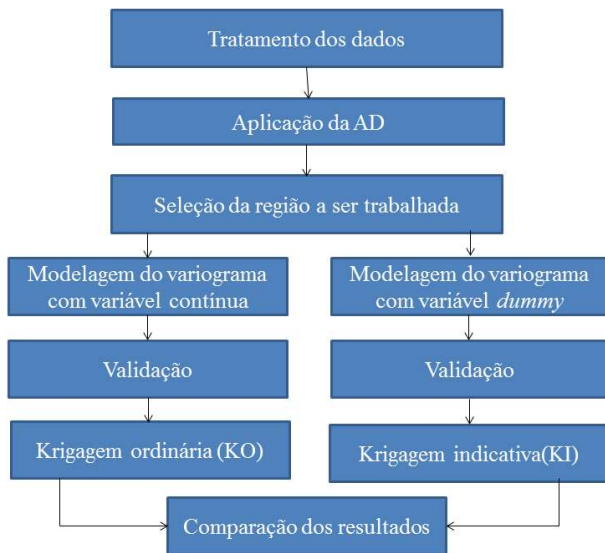 Tratamento dos dados
Aplicação da AD
Seleção da região a ser trabalhada
Modelagem do variograma
com variável contínua
Modelagem do variograma
com variável dummy
Validação
Validação
Krigagem ordinária (KO)
Krigagem indicativa(KI)
Comparação dos resultados